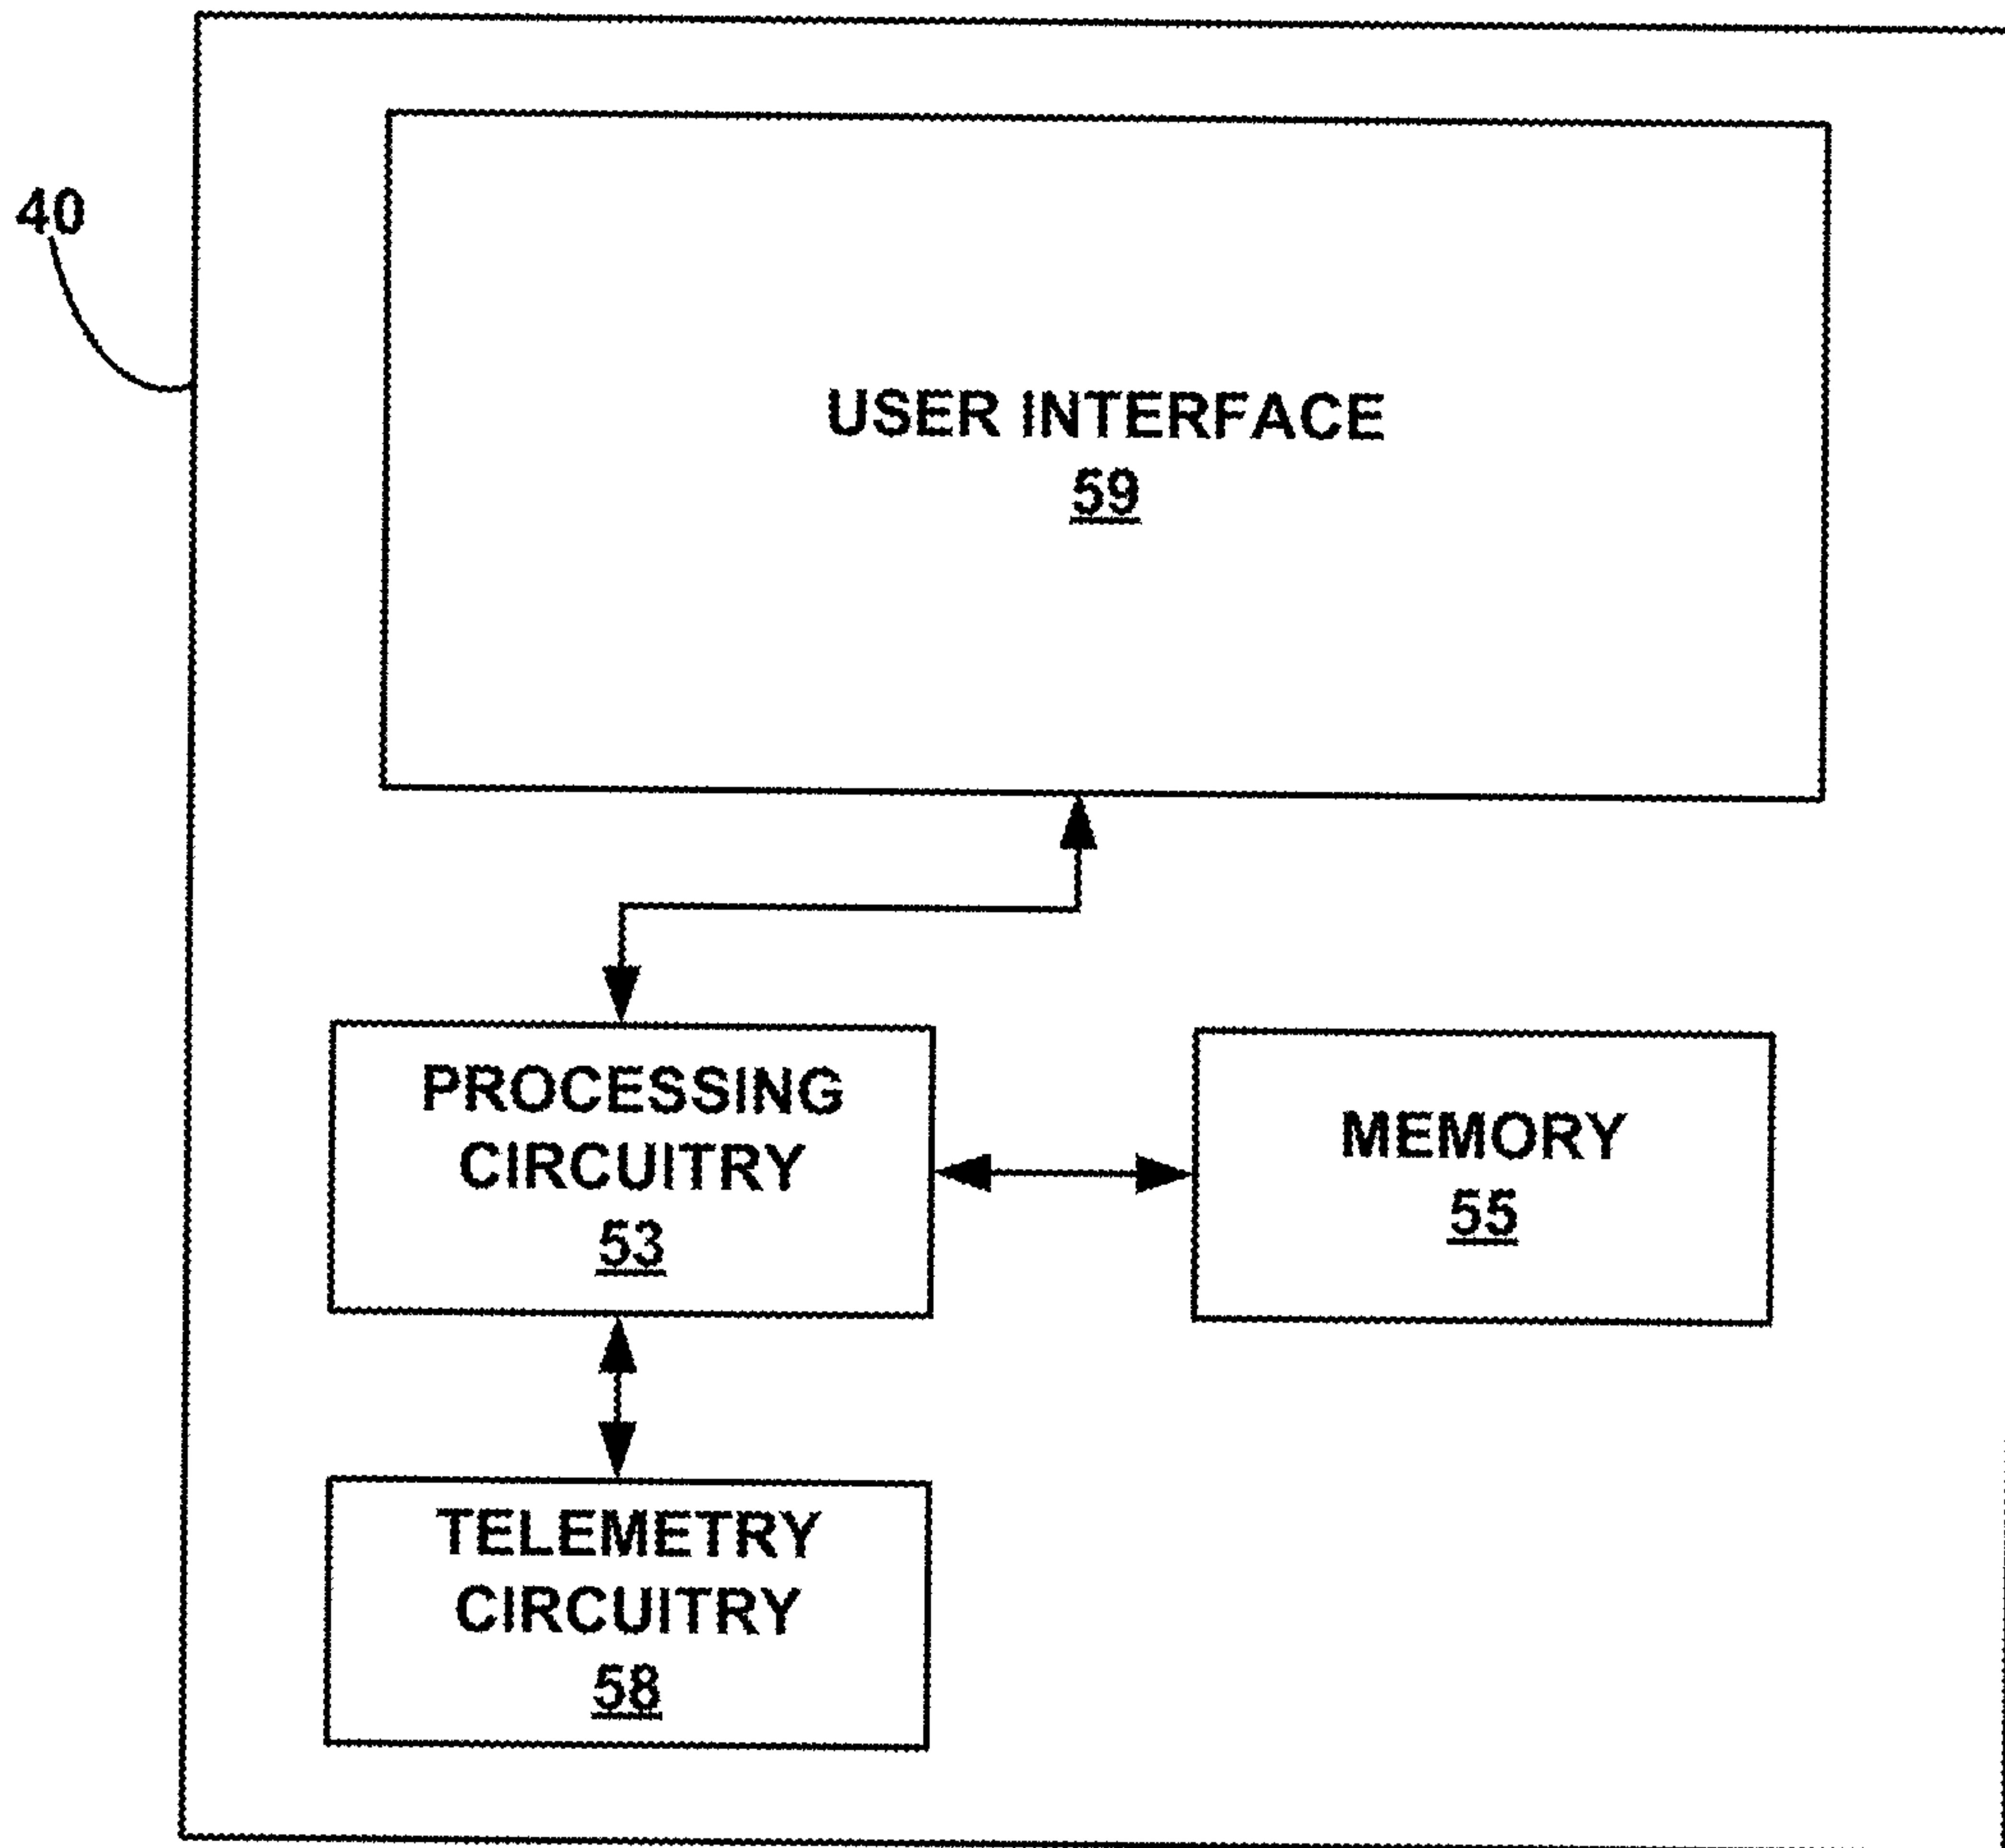 40
USER INTERFACE
59
PROCESSING
CIRCUITRY
53
MEMORY
55
TELEMETRY
CIRCUITRY
58